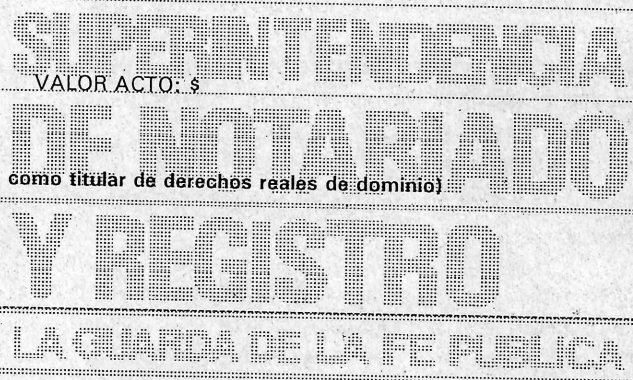 SUPERINTENDENCIA
VALOR ACTO: $
DE NOTARIADO
como titular de derechos reales de dominio)
Y REGISTRO
LA GUARDA DE LA FE PUBLICA